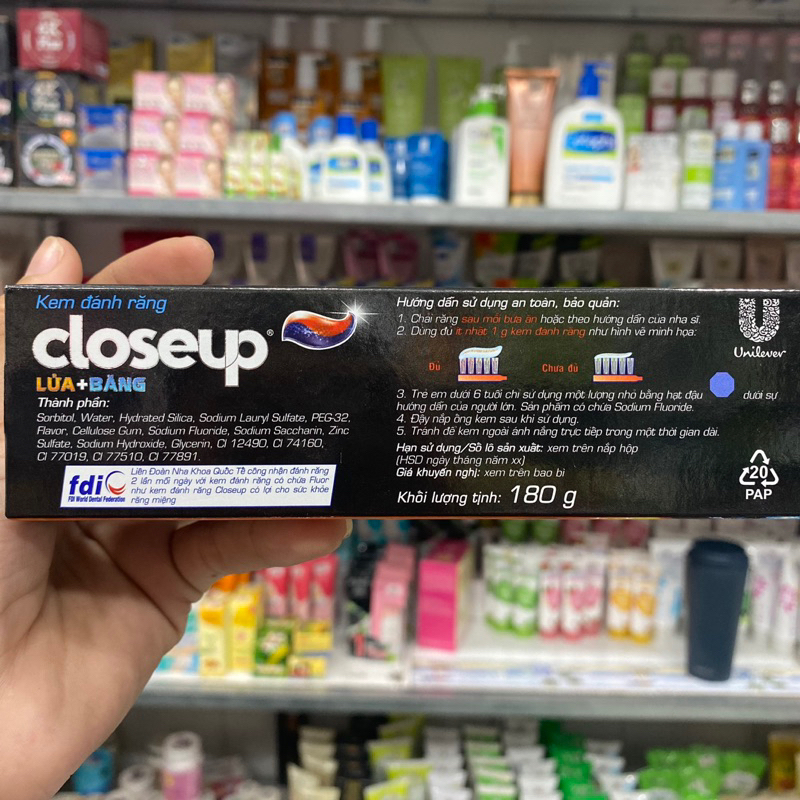 Kem đánh răng
closeup®
LỬA+BĂNG
Thành phần:
Sorbitol, Water, Hydrated Silica, Sodium Lauryl Sulfate, PEG-32,
Flavor, Cellulose Gum, Sodium Fluoride, Sodium Saccharin, Zinc
Sulfate, Sodium Hydroxide, Glycerin, CI 12490, CI 74160,
CI 77019, CI 77510, CI 77891.
fdi
FDI World Dental Federation
Liên Đoàn Nha Khoa Quốc Tế công nhận đánh răng
2 lần mỗi ngày với kem đánh răng có chứa Fluor
như kem đánh răng Closeup có lợi cho sức khỏe
răng miệng
Hướng dẫn sử dụng an toàn, bảo quản:
1. Chải răng sau mỗi bữa ăn hoặc theo hướng dẫn của nha sĩ.
2. Dùng đủ ít nhất 1 g kem đánh răng như hình vẽ minh họa:
Đủ
Chưa đủ
3. Trẻ em dưới 6 tuổi chỉ sử dụng một lượng nhỏ bằng hạt đậu dưới sự
hướng dẫn của người lớn. Sản phẩm có chứa Sodium Fluoride.
4. Đậy nắp ống kem sau khi sử dụng.
5. Tránh để kem ngoài ánh nắng trực tiếp trong một thời gian dài.
Hạn sử dụng/Số lô sản xuất: xem trên nắp hộp
(HSD ngày tháng năm xx)
Giá khuyến nghị: xem trên bao bì
Khối lượng tịnh: 180 g
Unilever
20
PAP